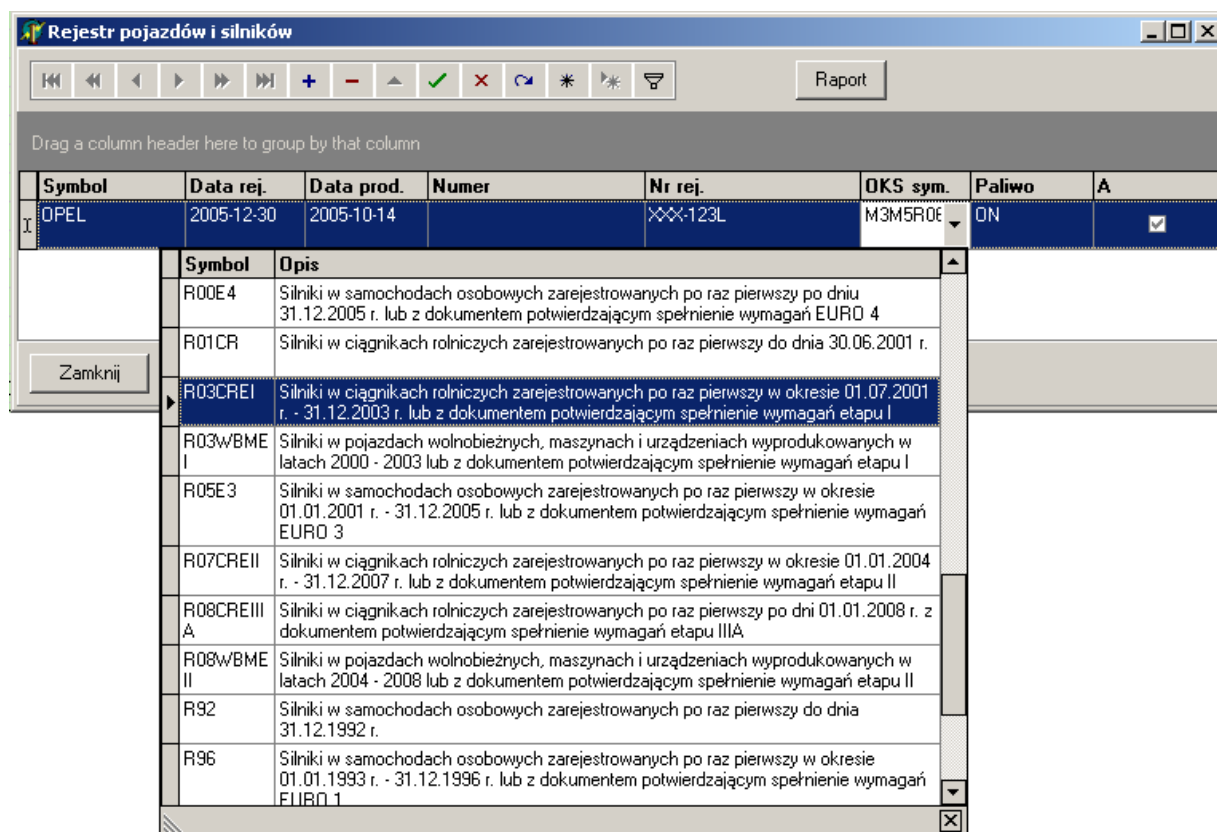 Rejestr pojazdów i silników
Raport
Drag a column header here to group by that column
Symbol Data rej. Data prod. Numer Nr rej. OKS sym. Paliwo A
OPEL 2005-12-30 2005-10-14 XXX-123L M3M5R06 ON
Symbol Opis
R00E4 Silniki w samochodach osobowych zarejestrowanych po raz pierwszy po dniu
31.12.2005 r. lub z dokumentem potwierdzającym spełnienie wymagań EURO 4
R01CR Silniki w ciągnikach rolniczych zarejestrowanych po raz pierwszy do dnia 30.06.2001 r.
Zamknij
R03CREI Silniki w ciągnikach rolniczych zarejestrowanych po raz pierwszy w okresie 01.07.2001
r. - 31.12.2003 r. lub z dokumentem potwierdzającym spełnienie wymagań etapu I
R03WBME Silniki w pojazdach wolnobieżnych, maszynach i urządzeniach wyprodukowanych w
I latach 2000 - 2003 lub z dokumentem potwierdzającym spełnienie wymagań etapu I
R05E3 Silniki w samochodach osobowych zarejestrowanych po raz pierwszy w okresie
01.01.2001 r. - 31.12.2005 r. lub z dokumentem potwierdzającym spełnienie wymagań
EURO 3
R07CREII Silniki w ciągnikach rolniczych zarejestrowanych po raz pierwszy w okresie 01.01.2004
r. - 31.12.2007 r. lub z dokumentem potwierdzającym spełnienie wymagań etapu II
R08CREIII Silniki w ciągnikach rolniczych zarejestrowanych po raz pierwszy po dni 01.01.2008 r. z
A dokumentem potwierdzającym spełnienie wymagań etapu IIIA
R08WBME Silniki w pojazdach wolnobieżnych, maszynach i urządzeniach wyprodukowanych w
II latach 2004 - 2008 lub z dokumentem potwierdzającym spełnienie wymagań etapu II
R92 Silniki w samochodach osobowych zarejestrowanych po raz pierwszy do dnia
31.12.1992 r.
R96 Silniki w samochodach osobowych zarejestrowanych po raz pierwszy w okresie
01.01.1993 r. - 31.12.1996 r. lub z dokumentem potwierdzającym spełnienie wymagań
EURO 1